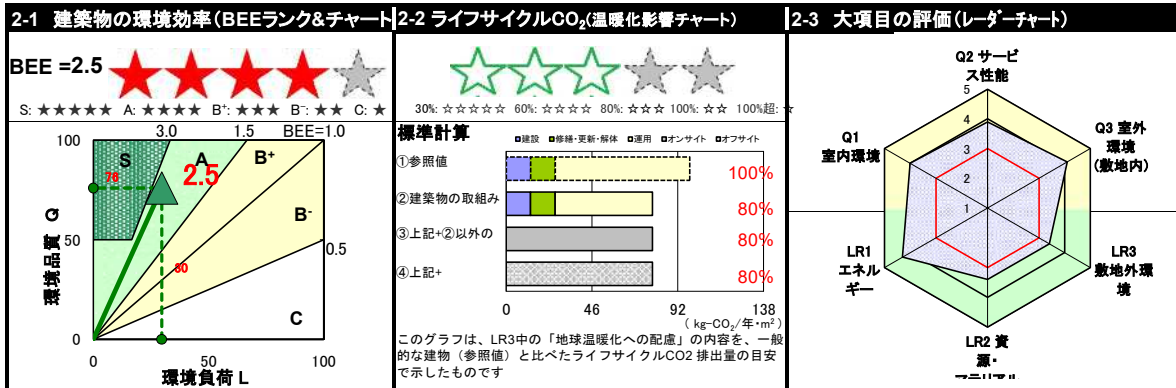 2-1 建築物の環境効率(BEEランク&チャート
BEE =2.5
S: ★★★★★ A: ★★★★ B⁺: ★★★ B⁻: ★★ C: ★
3.0 1.5 BEE=1.0
100
S
A
B⁺
2.5
76
B⁻
50
0.5
30
C
0
0 50 100
環境品質 Q
環境負荷 L
2-2 ライフサイクルCO₂(温暖化影響チャート)
30%: ☆☆☆☆☆ 60%: ☆☆☆☆ 80%: ☆☆☆ 100%: ☆☆ 100%超: ☆
標準計算
■建設 ■修繕・更新・解体 □運用 □オンサイト □オフサイト
①参照値 100%
②建築物の取組み 80%
③上記+②以外の 80%
④上記+ 80%
0 46 92 138
( kg-CO₂/年・m² )
このグラフは、LR3中の「地球温暖化への配慮」の内容を、一般
的な建物（参照値）と比べたライフサイクルCO2 排出量の目安
で示したものです
2-3 大項目の評価(レーダーチャート)
Q2 サービ
ス性能
5
4
3
2
1
Q1
室内環境
Q3 室外
環境
(敷地内)
LR1
エネル
ギー
LR3
敷地外環
境
LR2 資
源・
マテリアル